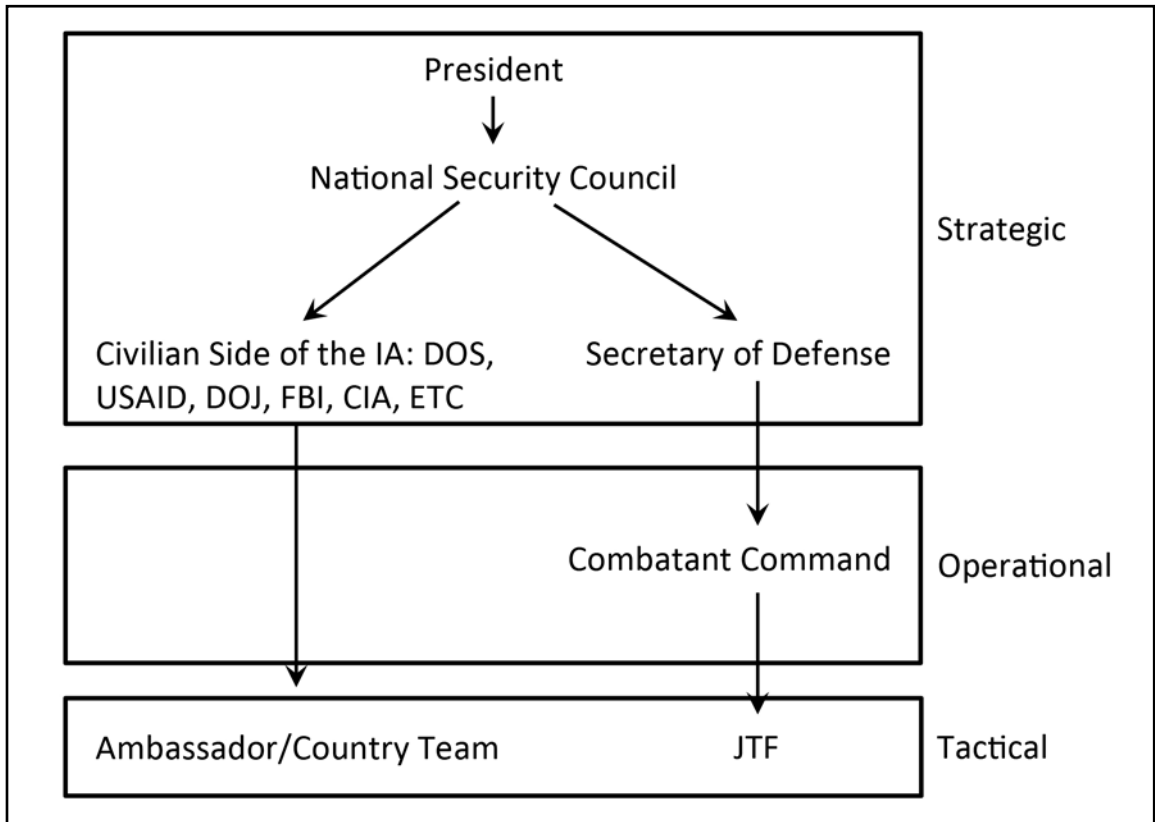 President
National Security Council
Strategic
Civilian Side of the IA: DOS,
USAID, DOJ, FBI, CIA, ETC
Secretary of Defense
Combatant Command
Operational
Ambassador/Country Team
JTF
Tactical